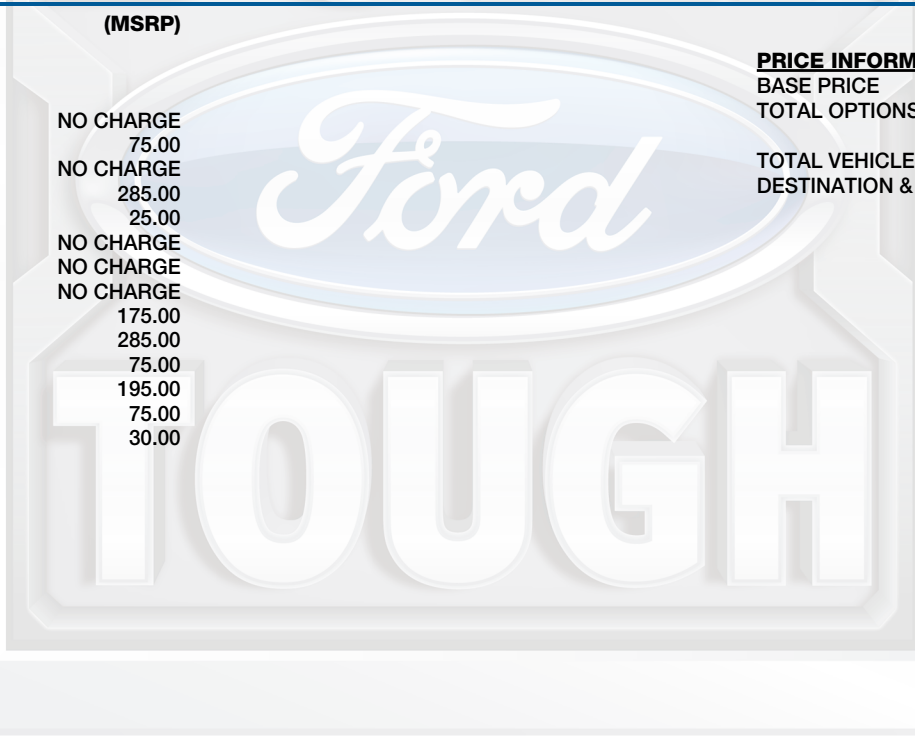 (MSRP)
NO CHARGE
75.00
NO CHARGE
285.00
25.00
NO CHARGE
NO CHARGE
NO CHARGE
175.00
285.00
75.00
195.00
75.00
30.00
PRICE INFORM
BASE PRICE
TOTAL OPTIONS
TOTAL VEHICLE
DESTINATION &
Ford
TOUGH